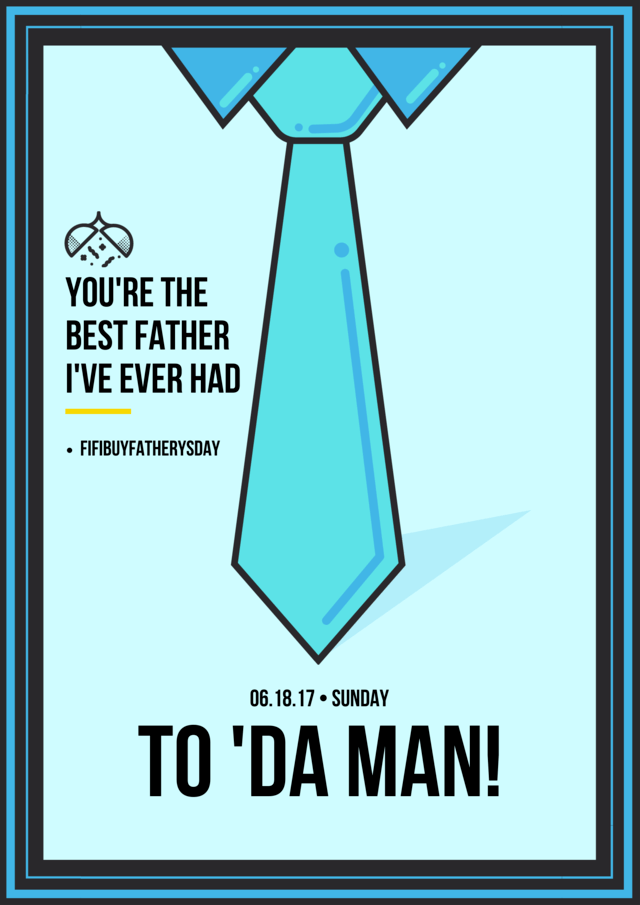 YOU'RE THE
BEST FATHER
I'VE EVER HAD
• FIFIBUYFATHERYSDAY
06.18.17 • SUNDAY
TO 'DA MAN!